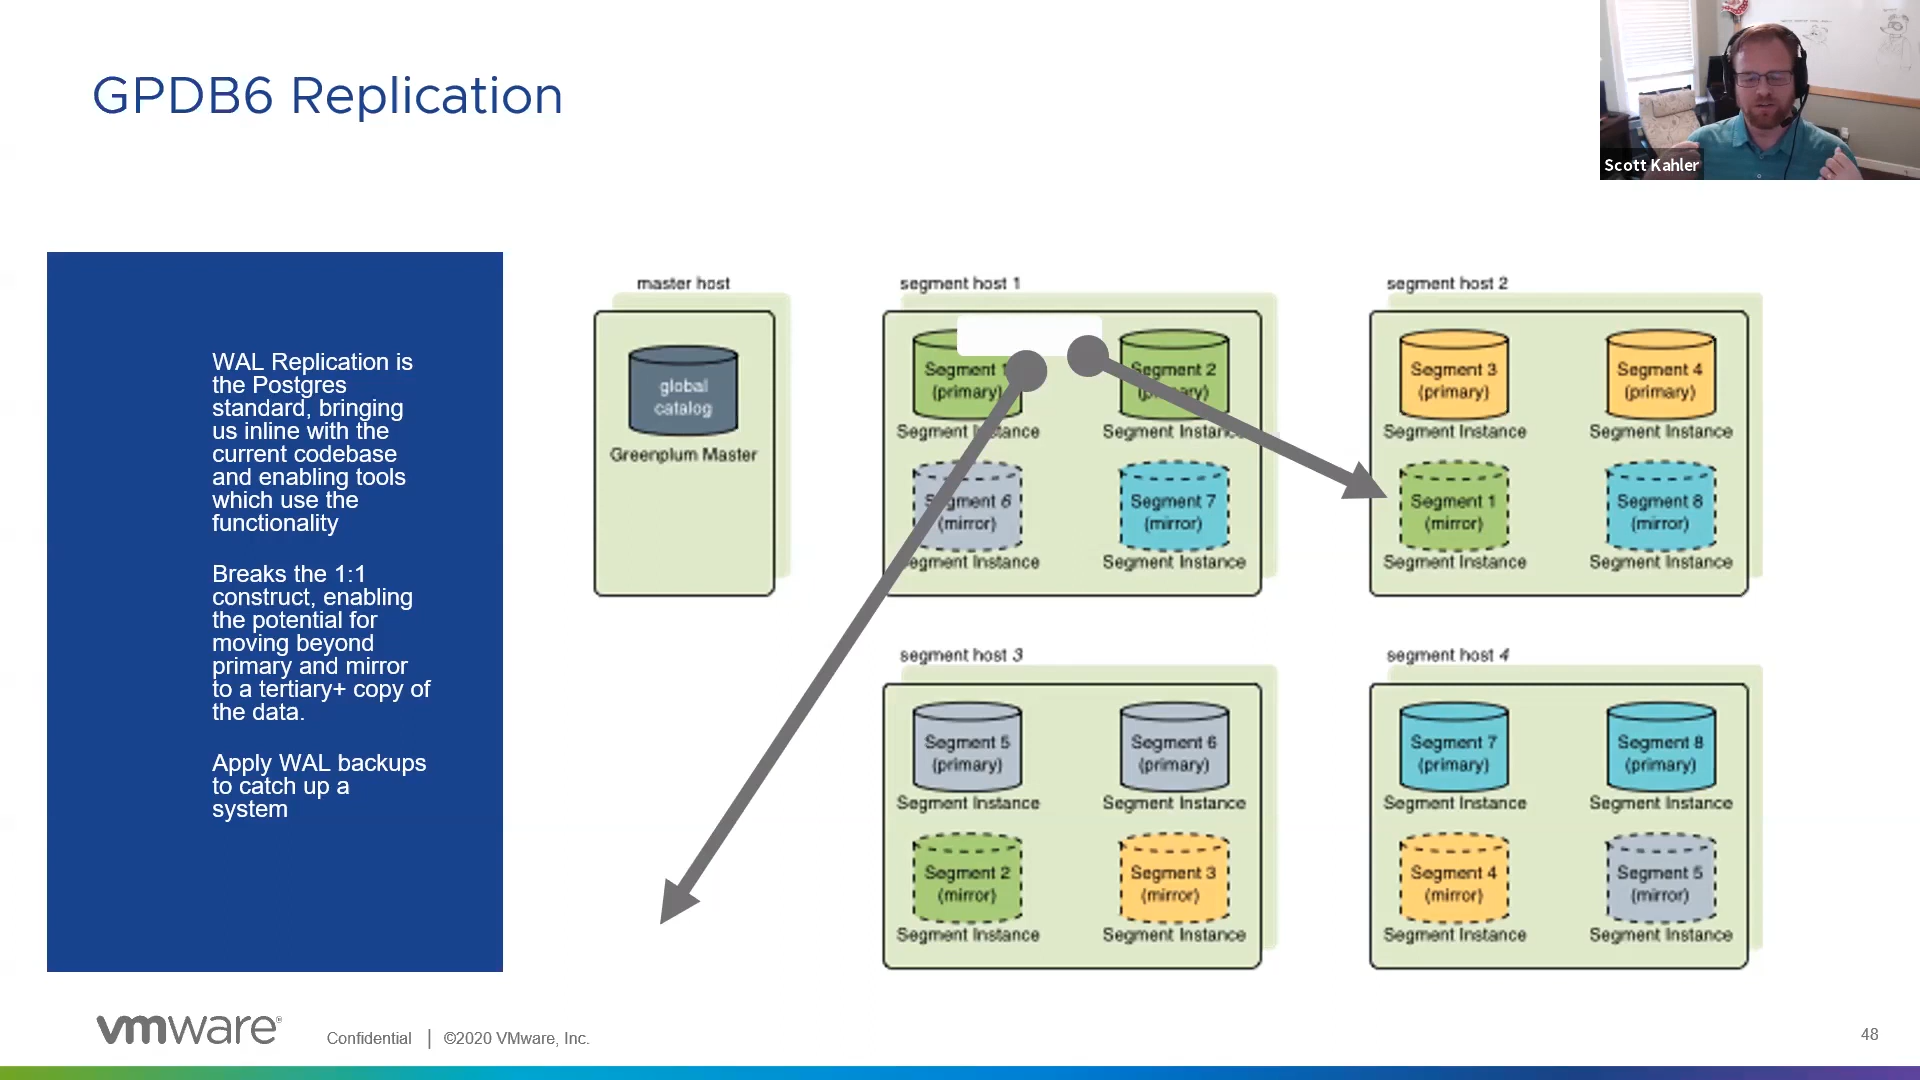 GPDB6 Replication
Scott Kahler
WAL Replication is
the Postgres
standard, bringing
us inline with the
current codebase
and enabling tools
which use the
functionality
Breaks the 1:1
construct, enabling
the potential for
moving beyond
primary and mirror
to a tertiary+ copy of
the data.
Apply WAL backups
to catch up a
system
master host
global
catalog
Greenplum Master
segment host 1
Segment 1
(primary)
Segment Instance
Segment 2
(primary)
Segment Instance
Segment 6
(mirror)
Segment Instance
Segment 7
(mirror)
Segment Instance
segment host 2
Segment 3
(primary)
Segment Instance
Segment 4
(primary)
Segment Instance
Segment 1
(mirror)
Segment Instance
Segment 8
(mirror)
Segment Instance
segment host 3
Segment 5
(primary)
Segment Instance
Segment 6
(primary)
Segment Instance
Segment 2
(mirror)
Segment Instance
Segment 3
(mirror)
Segment Instance
segment host 4
Segment 7
(primary)
Segment Instance
Segment 8
(primary)
Segment Instance
Segment 4
(mirror)
Segment Instance
Segment 5
(mirror)
Segment Instance
vmware®
Confidential | ©2020 VMware, Inc.
48